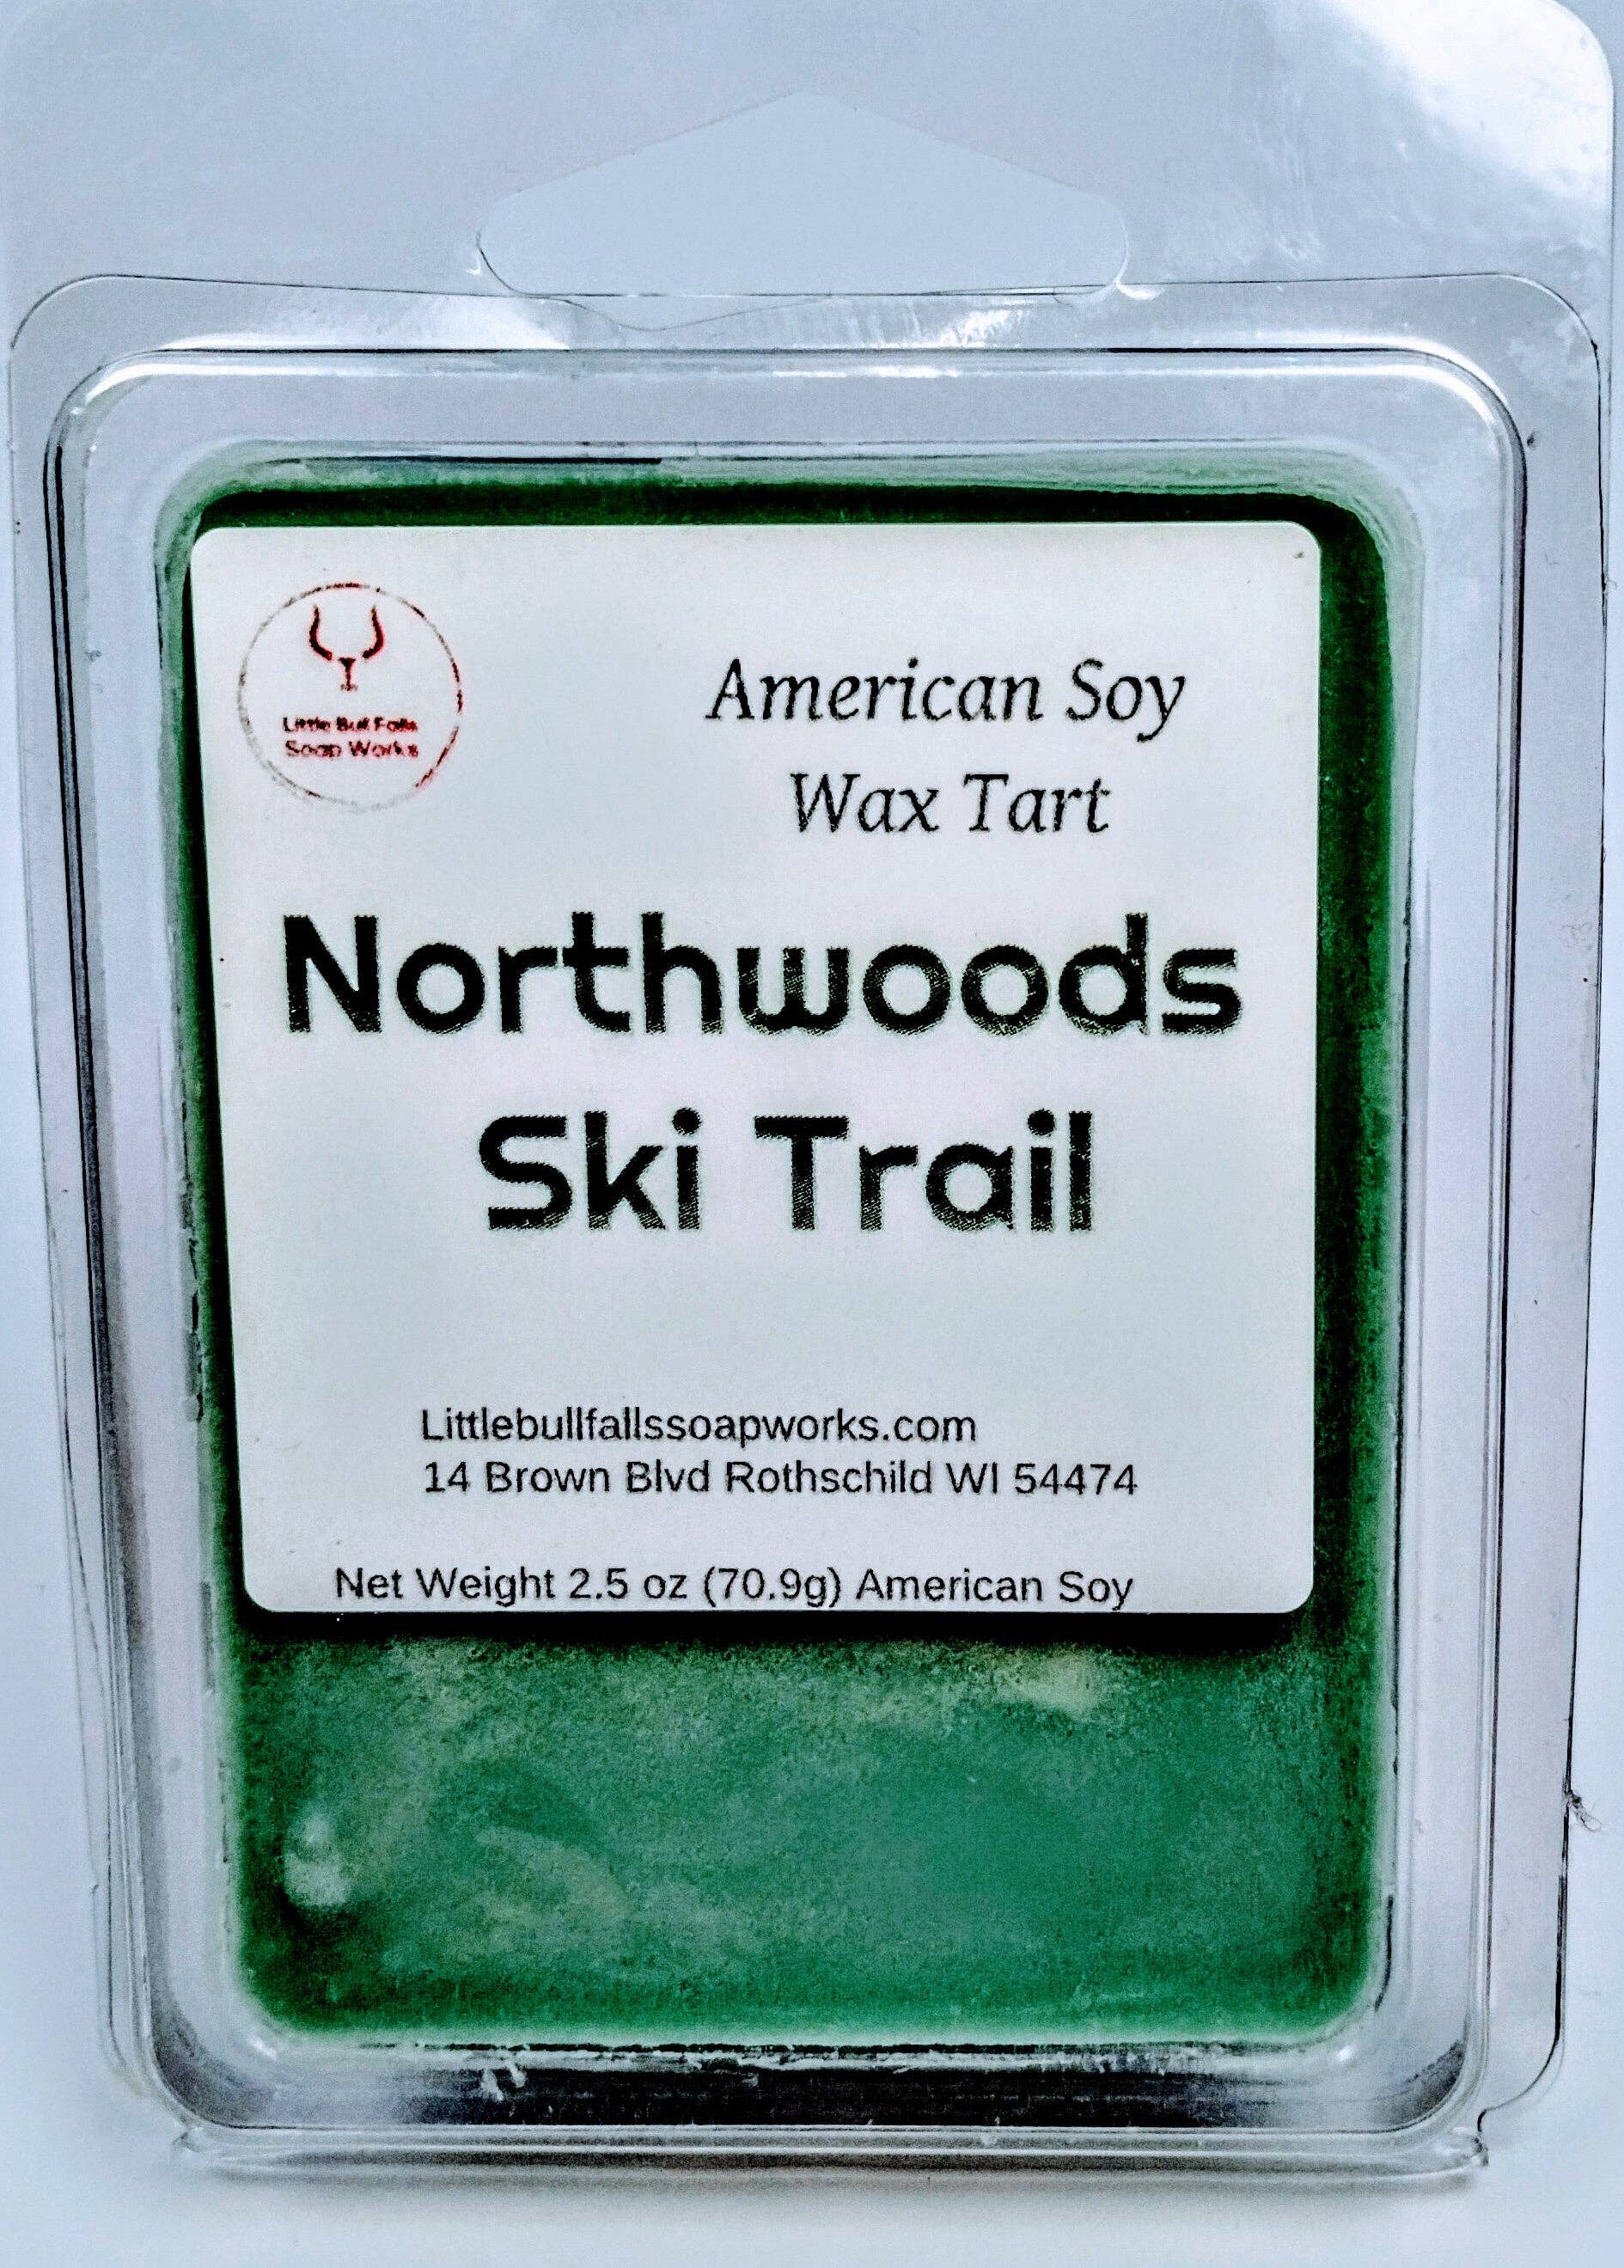 Little Bull Falls
Soap Works
American Soy
Wax Tart
Northwoods
Ski Trail
Littlebullfallssoapworks.com
14 Brown Blvd Rothschild WI 54474
Net Weight 2.5 oz (70.9g) American Soy